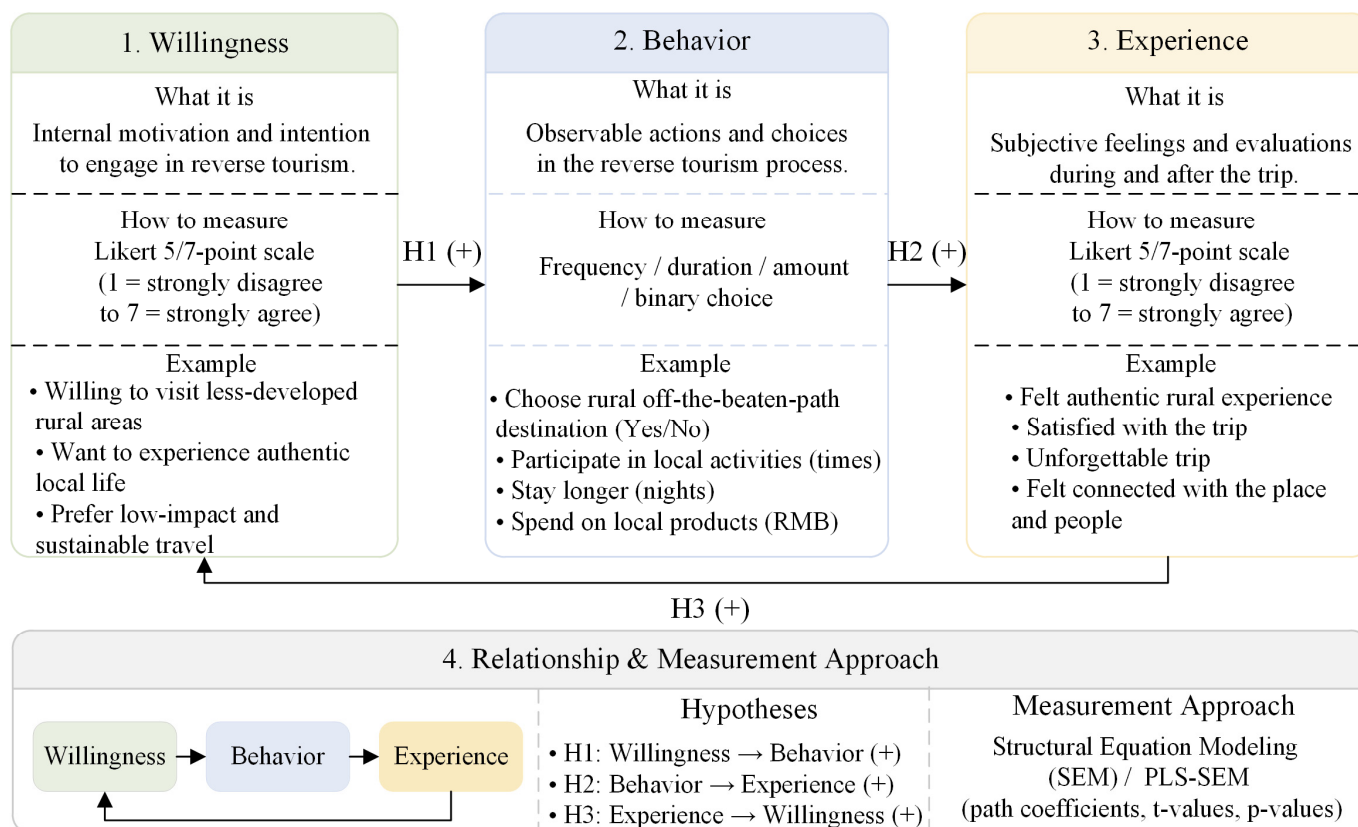 1. Willingness
What it is
Internal motivation and intention
to engage in reverse tourism.
How to measure
Likert 5/7-point scale
(1 = strongly disagree
to 7 = strongly agree)
Example
• Willing to visit less-developed
rural areas
• Want to experience authentic
local life
• Prefer low-impact and
sustainable travel
H1 (+)
2. Behavior
What it is
Observable actions and choices
in the reverse tourism process.
How to measure
Frequency / duration / amount
/ binary choice
Example
• Choose rural off-the-beaten-path
destination (Yes/No)
• Participate in local activities (times)
• Stay longer (nights)
• Spend on local products (RMB)
H2 (+)
3. Experience
What it is
Subjective feelings and evaluations
during and after the trip.
How to measure
Likert 5/7-point scale
(1 = strongly disagree
to 7 = strongly agree)
Example
• Felt authentic rural experience
• Satisfied with the trip
• Unforgettable trip
• Felt connected with the place
and people
H3 (+)
4. Relationship & Measurement Approach
Willingness
Behavior
Experience
Hypotheses
• H1: Willingness → Behavior (+)
• H2: Behavior → Experience (+)
• H3: Experience → Willingness (+)
Measurement Approach
Structural Equation Modeling
(SEM) / PLS-SEM
(path coefficients, t-values, p-values)